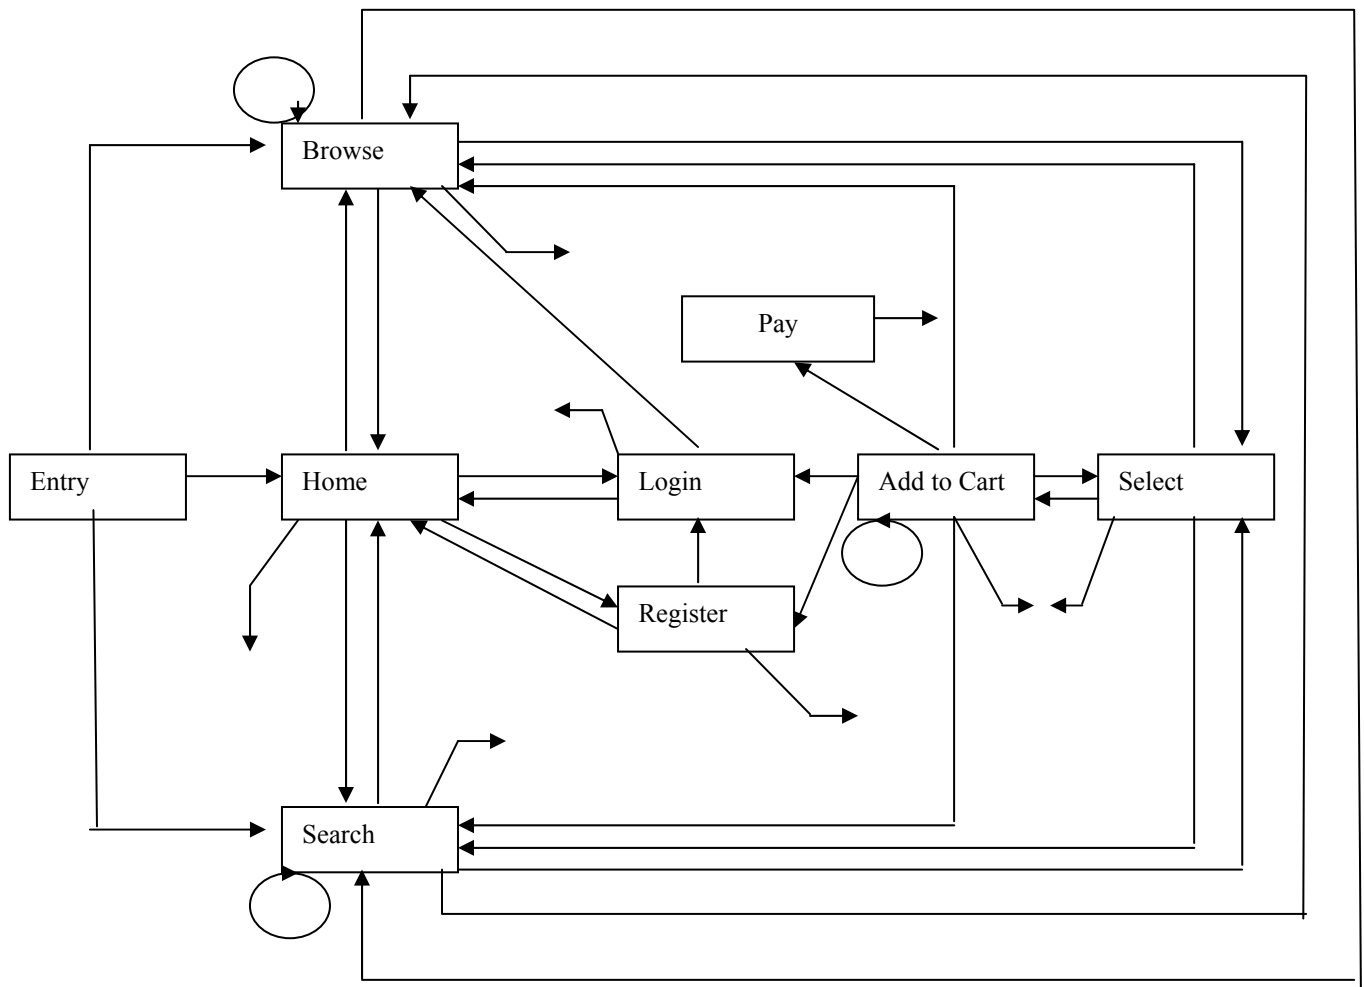 Browse
Pay
Entry
Home
Login
Add to Cart
Select
Register
Search